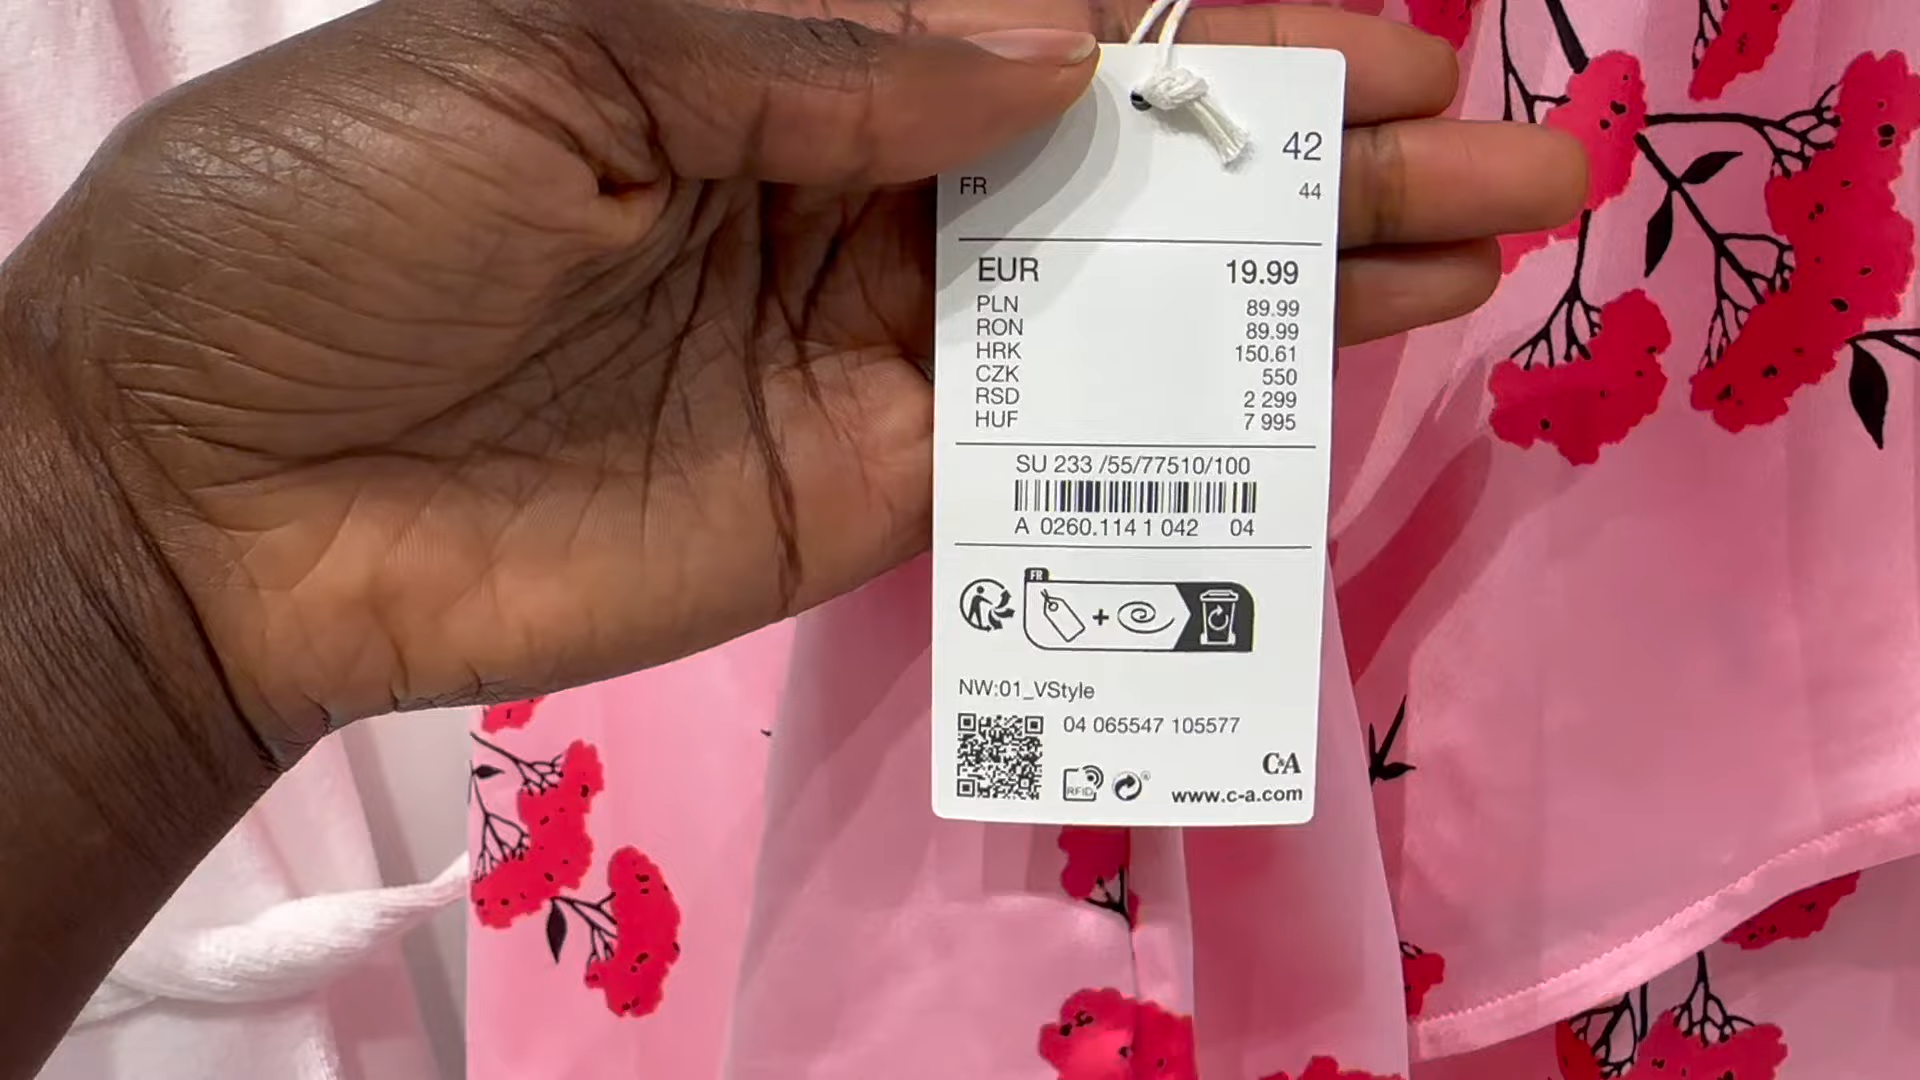 42
FR 44
EUR 19.99
PLN 89.99
RON 89.99
HRK 150.61
CZK 550
RSD 2 299
HUF 7 995
SU 233 /55/77510/100
A 0260.114 1 042 04
FR
+
NW:01_VStyle
04 065547 105577
RFID
C&A
www.c-a.com